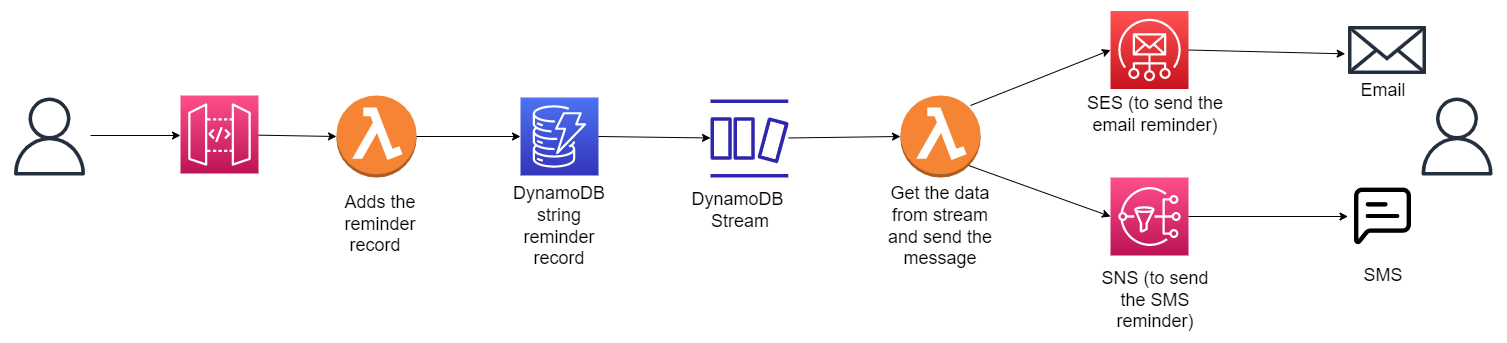 Adds the
reminder
record
DynamoDB
string
reminder
record
DynamoDB
Stream
Get the data
from stream
and send the
message
SES (to send the
email reminder)
Email
SNS (to send
the SMS
reminder)
SMS